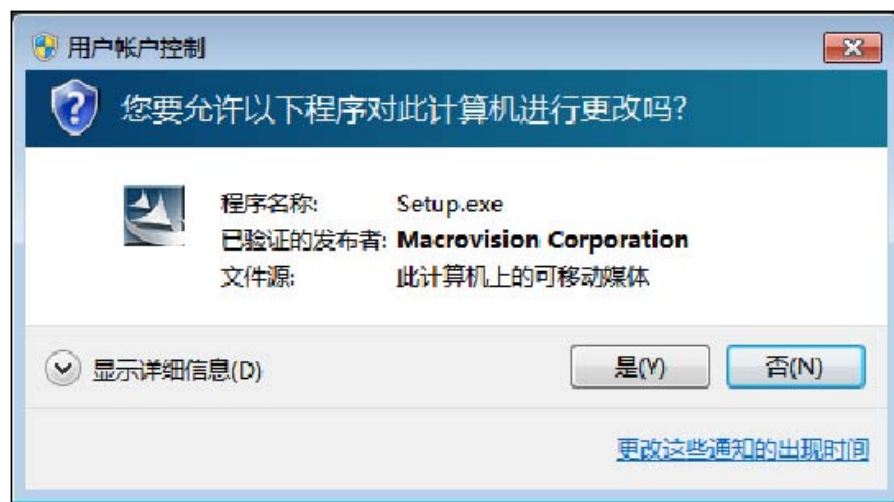 用户帐户控制
您要允许以下程序对此计算机进行更改吗?
程序名称: Setup.exe
已验证的发布者: Macrovision Corporation
文件源: 此计算机上的可移动媒体
显示详细信息(D) 是(Y) 否(N)
更改这些通知的出现时间